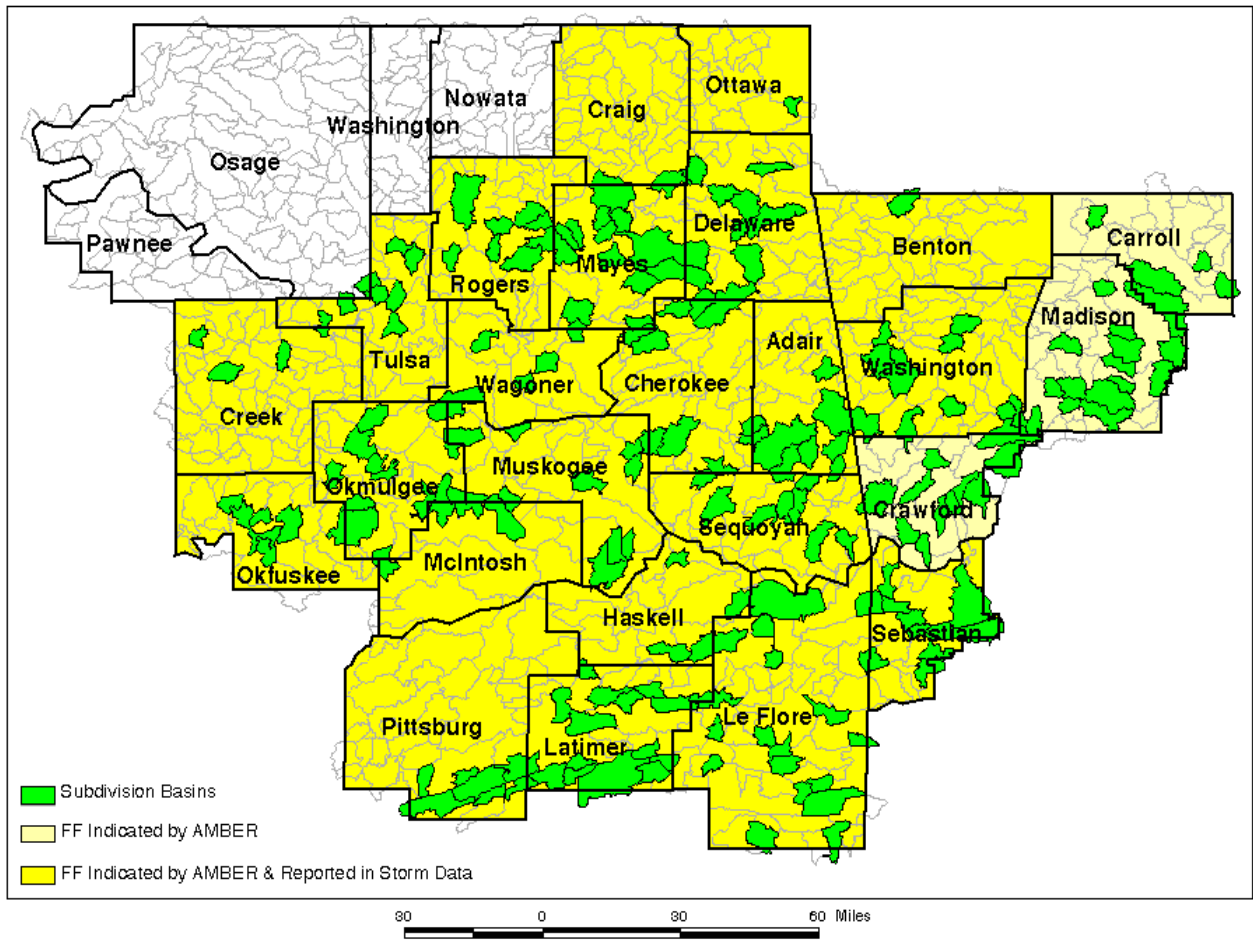 Ottawa
Nowata
Craig
Washington
Osage
Delaware
Carroll
Pawnee
Benton
Mayes
Rogers
Madison
Adair
Tulsa
Washington
Wagoner
Cherokee
Creek
Muskogee
Okmulgee
Crawford
Sequoyah
McIntosh
Okfuskee
Haskell
Sebastian
Le Flore
Pittsburg
Latimer
Subdivision Basins
FF Indicated by AMBER
FF Indicated by AMBER & Reported in Storm Data
30 0 30 60 Miles